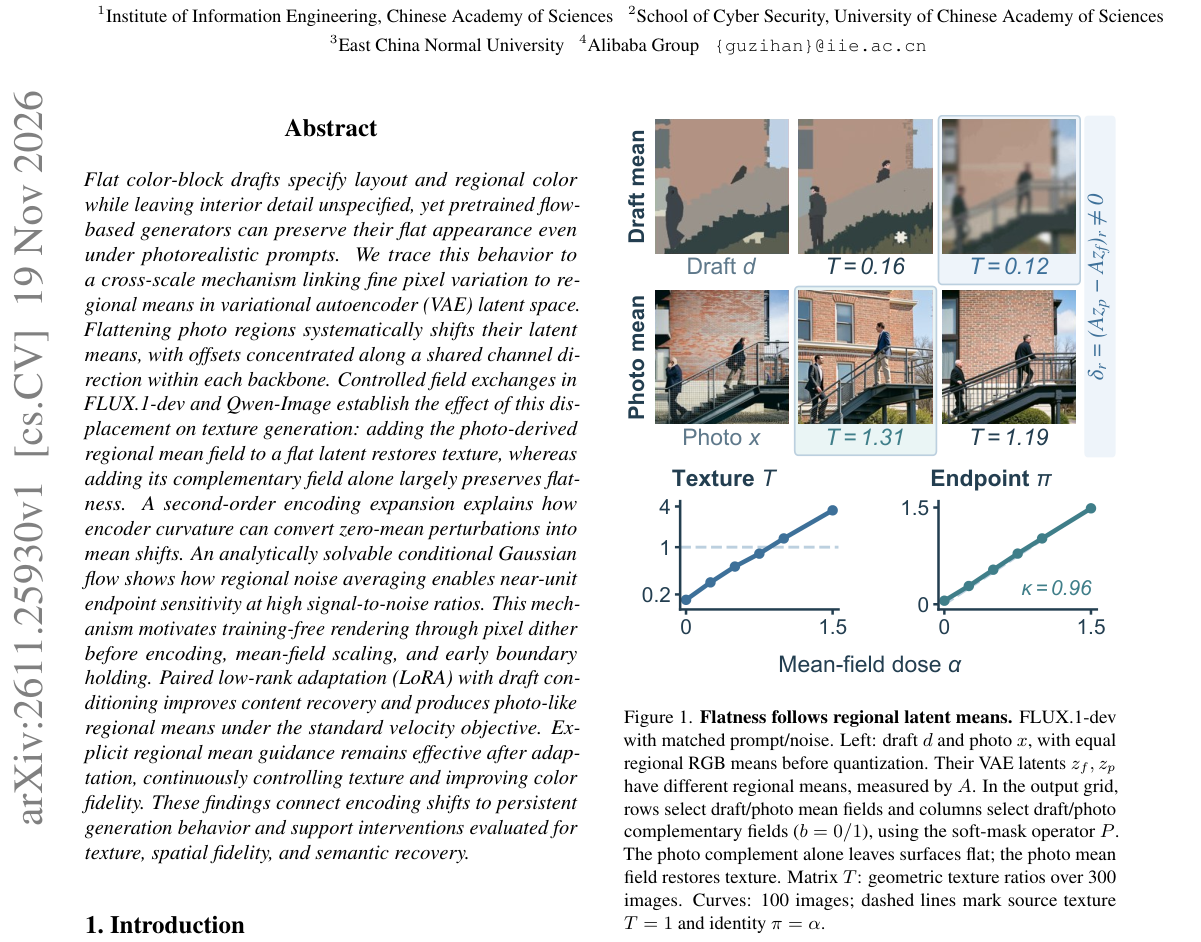 ¹Institute of Information Engineering, Chinese Academy of Sciences ²School of Cyber Security, University of Chinese Academy of Sciences
³East China Normal University ⁴Alibaba Group {guzihan}@iie.ac.cn
arXiv:2611.25930v1 [cs.CV] 19 Nov 2026
Abstract
Flat color-block drafts specify layout and regional color
while leaving interior detail unspecified, yet pretrained flow-
based generators can preserve their flat appearance even
under photorealistic prompts. We trace this behavior to
a cross-scale mechanism linking fine pixel variation to re-
gional means in variational autoencoder (VAE) latent space.
Flattening photo regions systematically shifts their latent
means, with offsets concentrated along a shared channel di-
rection within each backbone. Controlled field exchanges in
FLUX.1-dev and Qwen-Image establish the effect of this dis-
placement on texture generation: adding the photo-derived
regional mean field to a flat latent restores texture, whereas
adding its complementary field alone largely preserves flat-
ness. A second-order encoding expansion explains how
encoder curvature can convert zero-mean perturbations into
mean shifts. An analytically solvable conditional Gaussian
flow shows how regional noise averaging enables near-unit
endpoint sensitivity at high signal-to-noise ratios. This mech-
anism motivates training-free rendering through pixel dither
before encoding, mean-field scaling, and early boundary
holding. Paired low-rank adaptation (LoRA) with draft con-
ditioning improves content recovery and produces photo-like
regional means under the standard velocity objective. Ex-
plicit regional mean guidance remains effective after adap-
tation, continuously controlling texture and improving color
fidelity. These findings connect encoding shifts to persistent
generation behavior and support interventions evaluated for
texture, spatial fidelity, and semantic recovery.
1. Introduction
Draft mean
Draft d
T = 0.16
T = 0.12
Photo mean
Photo x
T = 1.31
T = 1.19
δᵣ = (Az_p − Az_f)ᵣ ≠ 0
Texture T
4
1
0.2
0
1.5
Endpoint π
1.5
0
κ = 0.96
0
1.5
Mean-field dose α
Figure 1. Flatness follows regional latent means. FLUX.1-dev
with matched prompt/noise. Left: draft d and photo x, with equal
regional RGB means before quantization. Their VAE latents z_f, z_p
have different regional means, measured by A. In the output grid,
rows select draft/photo mean fields and columns select draft/photo
complementary fields (b = 0/1), using the soft-mask operator P.
The photo complement alone leaves surfaces flat; the photo mean
field restores texture. Matrix T: geometric texture ratios over 300
images. Curves: 100 images; dashed lines mark source texture
T = 1 and identity π = α.